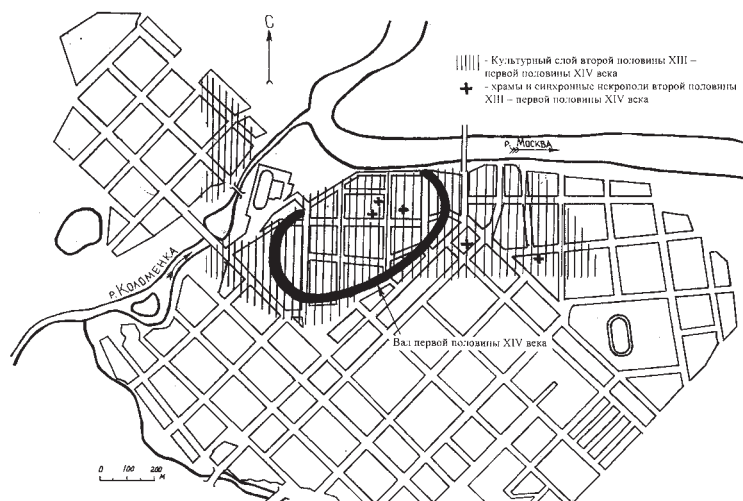 С
- Культурный слой второй половины XIII –
первой половины XIV века
- храмы и синхронные некрополи второй половины
XIII – первой половины XIV века
р. Москва
р. Коломенка
Вал первой половины XIV века
0 100 200
м